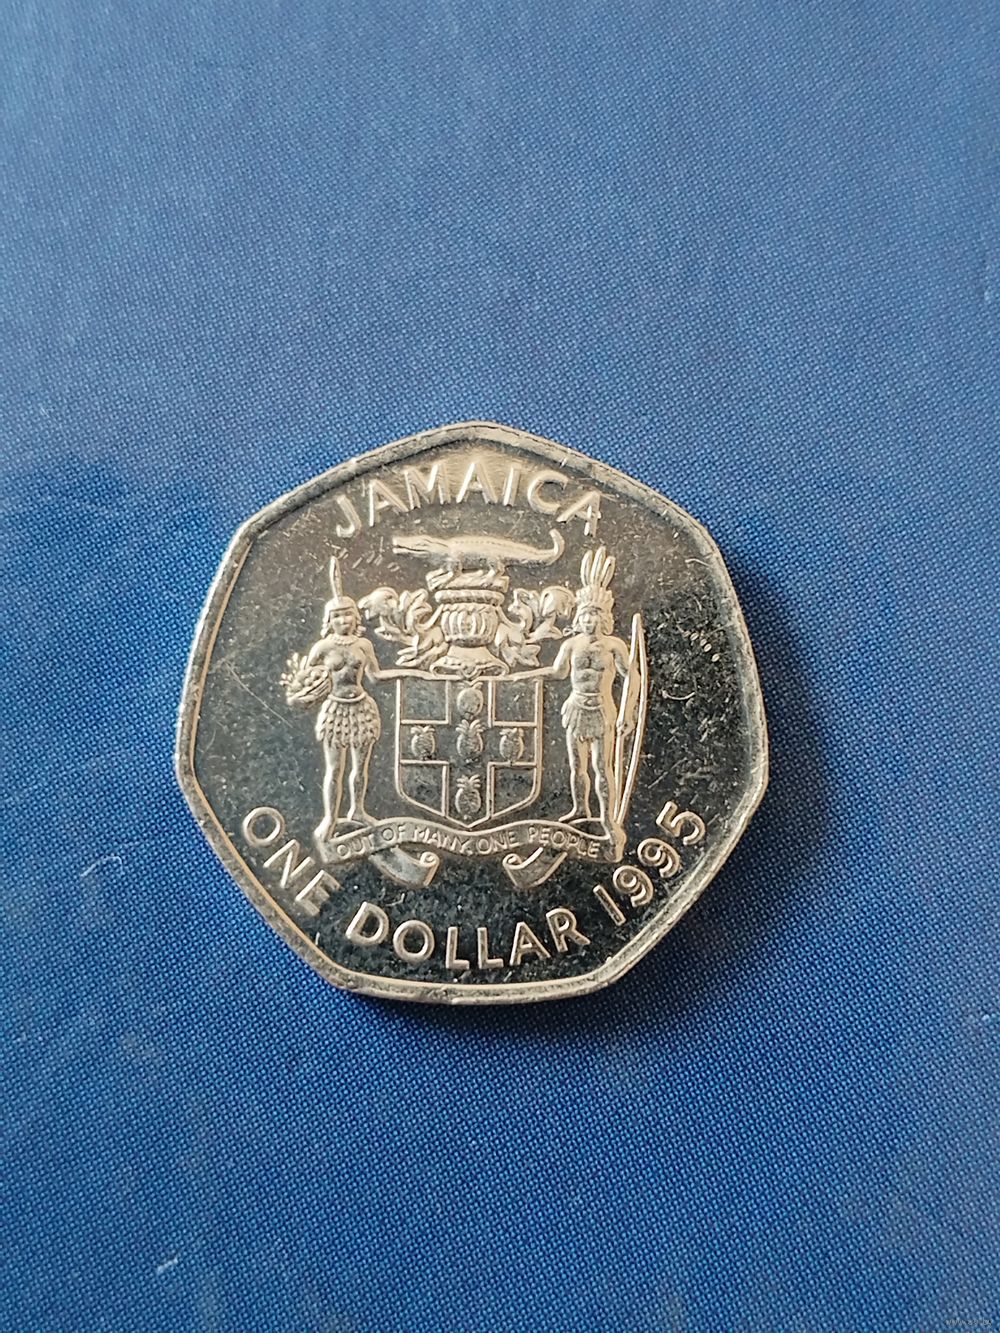 JAMAICA
OUT OF MANY, ONE PEOPLE
ONE DOLLAR 1995